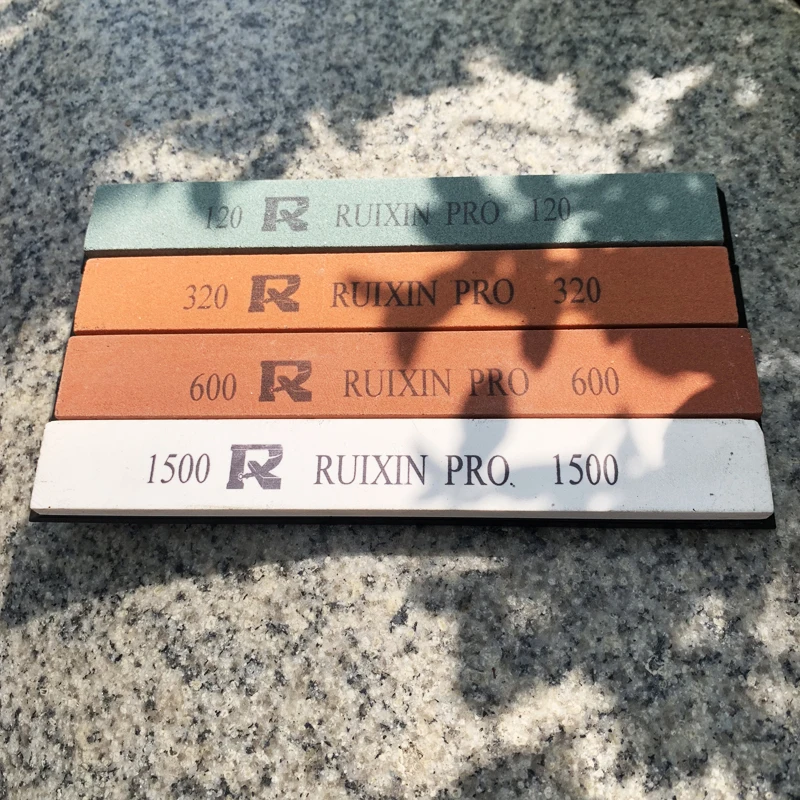 120 R RUIXIN PRO 120
320 R RUIXIN PRO 320
600 R RUIXIN PRO 600
1500 R RUIXIN PRO. 1500